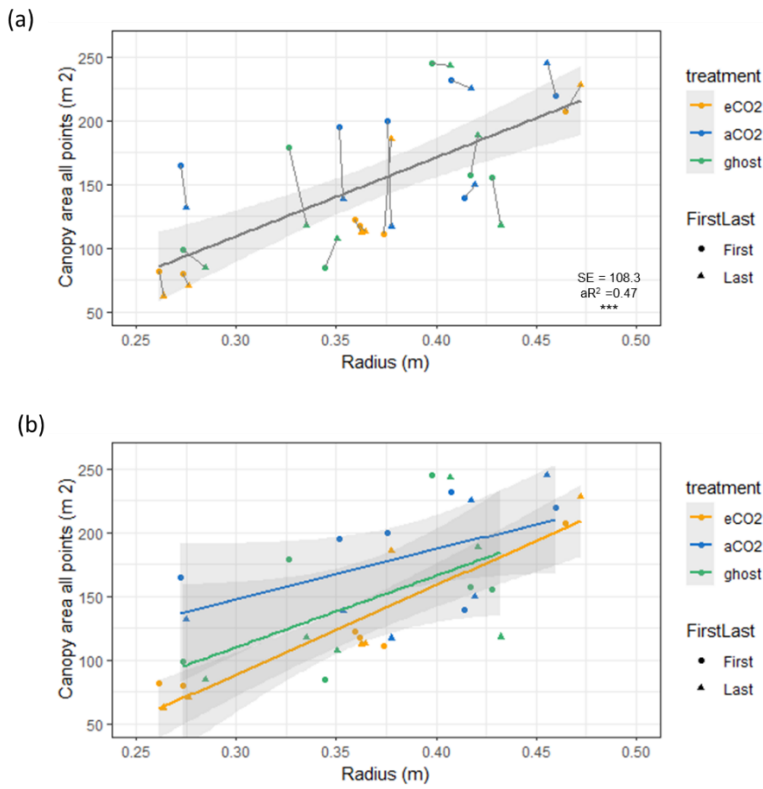 (a)
Canopy area all points (m 2)
250
200
150
100
50
0.25 0.30 0.35 0.40 0.45 0.50
Radius (m)
SE = 108.3
aR² =0.47
***
treatment
eCO2
aCO2
ghost
FirstLast
First
Last
(b)
Canopy area all points (m 2)
250
200
150
100
50
0.25 0.30 0.35 0.40 0.45 0.50
Radius (m)
treatment
eCO2
aCO2
ghost
FirstLast
First
Last